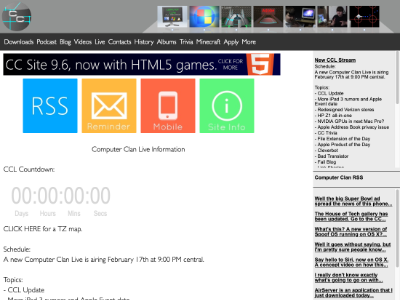 CCT
Downloads Podcast Blog Videos Live Contacts History Albums Trivia Minecraft Apply More
CC Site 9.6, now with HTML5 games. CLICK FOR MORE HTML 5
RSS
Reminder
Mobile
Site Info
Computer Clan Live Information
CCL Countdown:
00:00:00:00
Days Hours Mins Secs
CLICK HERE for a TZ map.
Schedule:
A new Computer Clan Live is airing February 17th at 9:00 PM central.
Topics:
- CCL Update
- More iPad 3 rumors and Apple Event date
New CCL Stream
Schedule:
A new Computer Clan Live is airing
February 17th at 9:00 PM central.
Topics:
- CCL Update
- More iPad 3 rumors and Apple
Event date
- Redesigned Verizon stores
- HP Z1 all-in-one
- NVIDIA GPUs in next Mac Pro?
- Apple Address Book privacy issue
- CC Trivia
- File Extension of the Day
- Apple Product of the Day
- Cleverbot
- Bad Translator
- Fail Blog
Computer Clan RSS
Well the big Super Bowl ad
spread the news of this phone...
The House of Tech gallery has
been updated. Go to the CC...
What's this? A new version of
Spoof OS running on OS X?...
Well it goes without saying, but
I'm pretty sure people know...
Say hello to Siri, now on OS X.
A concept video on how this...
I really don't know exactly
what's going to go on with...
AirServer is an application that I
just downloaded today...